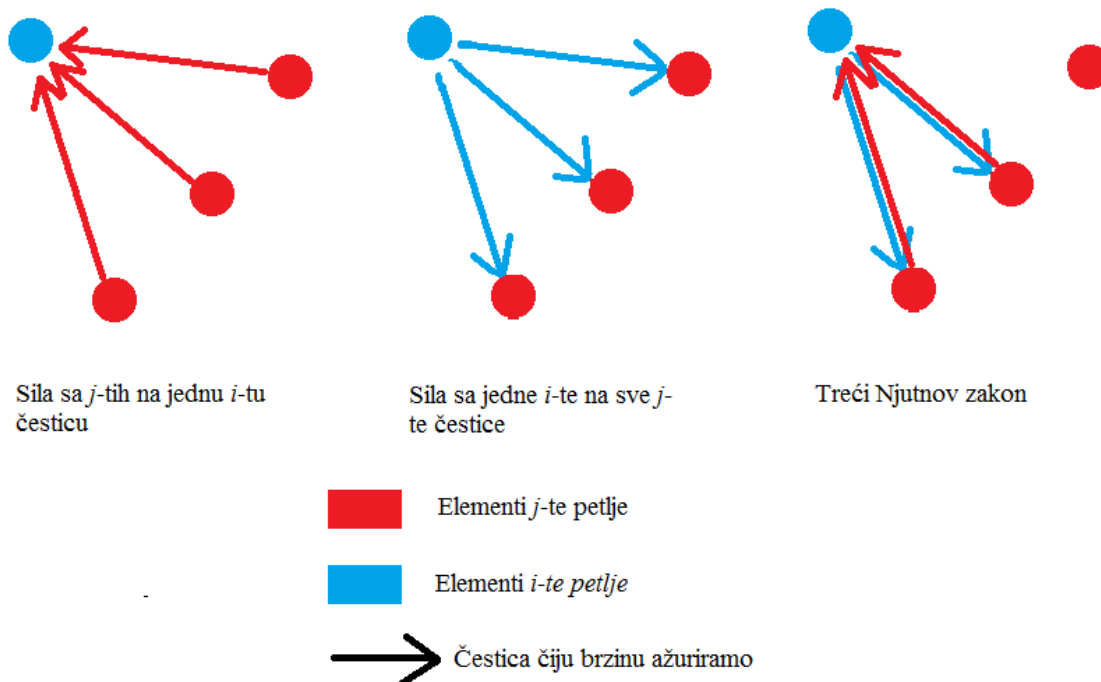 Sila sa j-tih na jednu i-tu
česticu
Sila sa jedne i-te na sve j-
te čestice
Treći Njutnov zakon
Elementi j-te petlje
Elementi i-te petlje
-
Čestica čiju brzinu ažuriramo